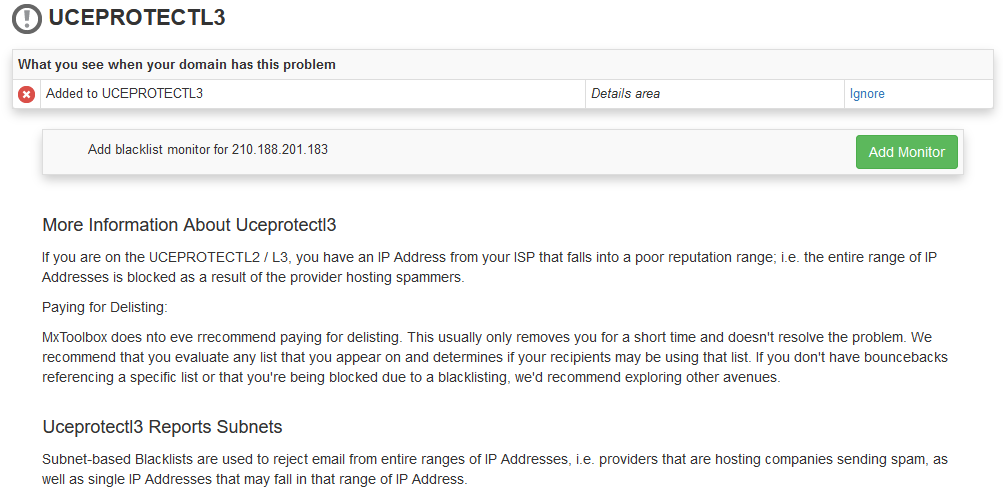 UCEPROTECTL3
What you see when your domain has this problem
Added to UCEPROTECTL3 Details area Ignore
Add blacklist monitor for 210.188.201.183 Add Monitor
More Information About Uceprotectl3
If you are on the UCEPROTECTL2 / L3, you have an IP Address from your ISP that falls into a poor reputation range; i.e. the entire range of IP
Addresses is blocked as a result of the provider hosting spammers.
Paying for Delisting:
MxToolbox does nto eve rrecommend paying for delisting. This usually only removes you for a short time and doesn't resolve the problem. We
recommend that you evaluate any list that you appear on and determines if your recipients may be using that list. If you don't have bouncebacks
referencing a specific list or that you're being blocked due to a blacklisting, we'd recommend exploring other avenues.
Uceprotectl3 Reports Subnets
Subnet-based Blacklists are used to reject email from entire ranges of IP Addresses, i.e. providers that are hosting companies sending spam, as
well as single IP Addresses that may fall in that range of IP Address.